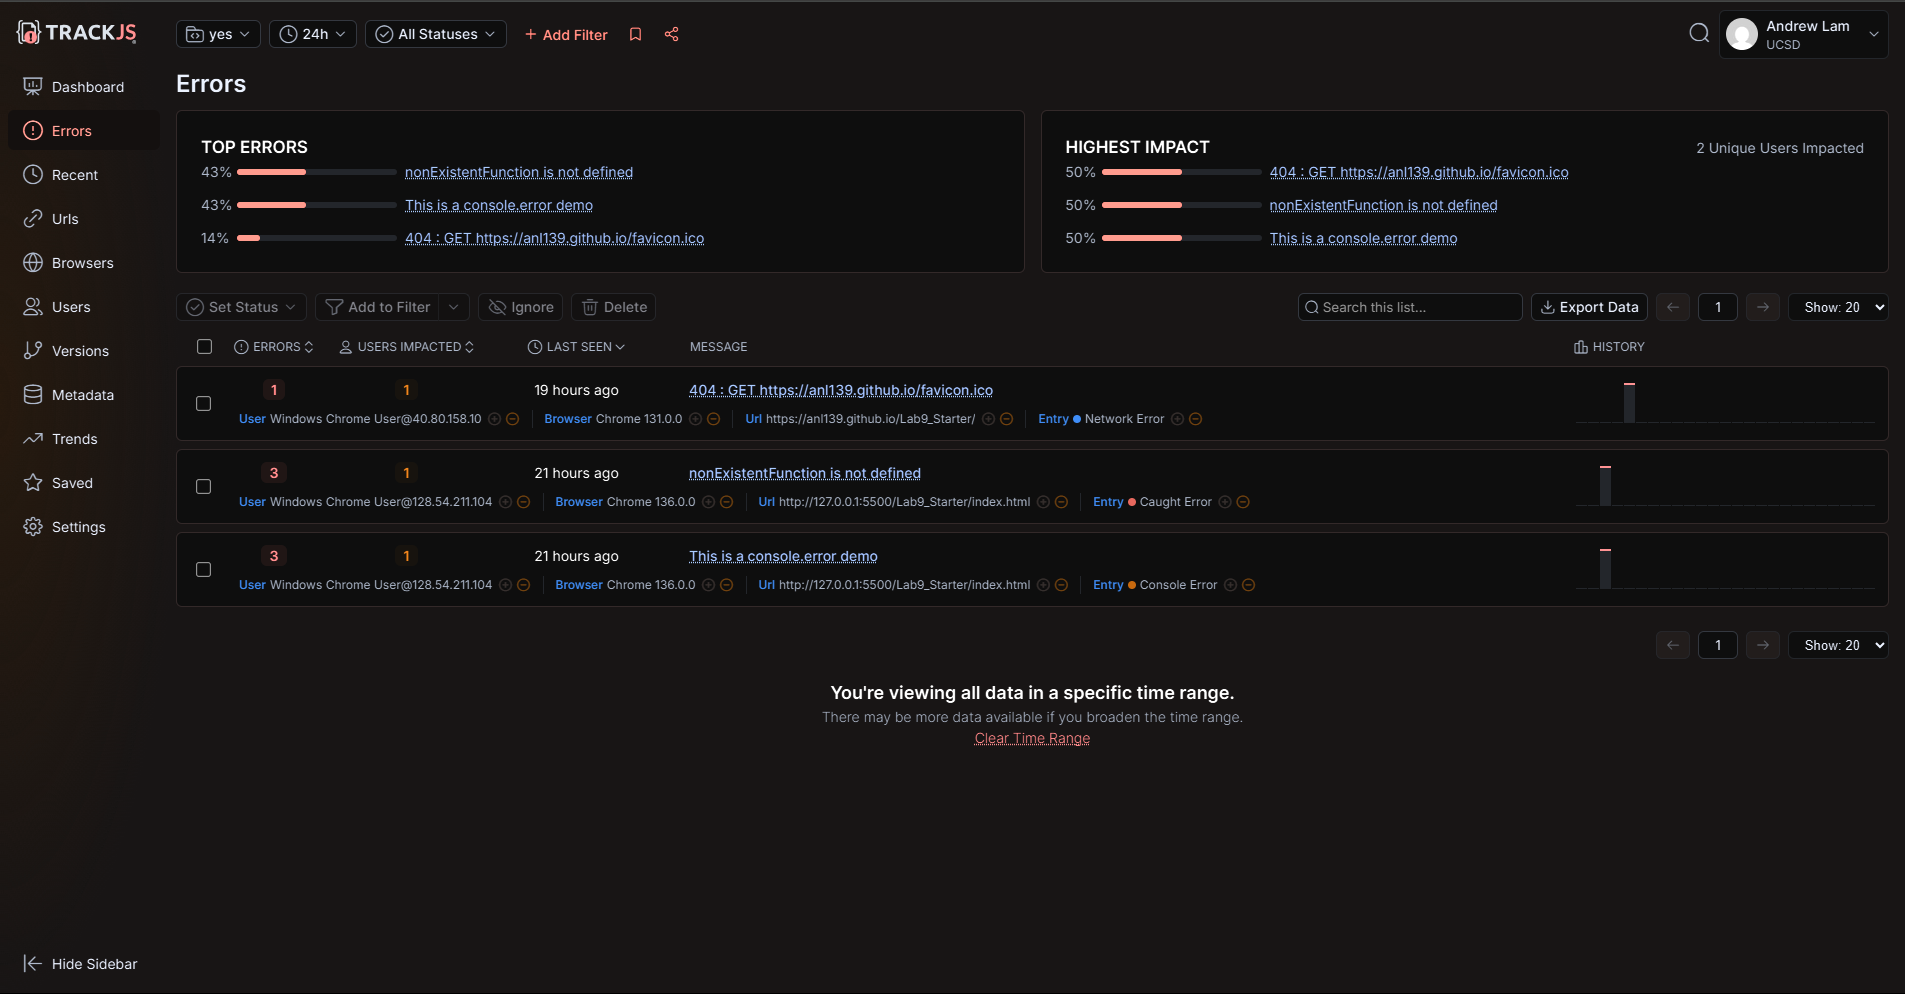 TRACKJS
yes
24h
All Statuses
+ Add Filter
Andrew Lam
UCSD
Dashboard
Errors
Recent
Urls
Browsers
Users
Versions
Metadata
Trends
Saved
Settings
Hide Sidebar
Errors
TOP ERRORS
43% nonExistentFunction is not defined
43% This is a console.error demo
14% 404 : GET https://anl139.github.io/favicon.ico
HIGHEST IMPACT
2 Unique Users Impacted
50% 404 : GET https://anl139.github.io/favicon.ico
50% nonExistentFunction is not defined
50% This is a console.error demo
Set Status Add to Filter Ignore Delete
Search this list... Export Data 1 Show: 20
ERRORS USERS IMPACTED LAST SEEN MESSAGE HISTORY
1 1 19 hours ago 404 : GET https://anl139.github.io/favicon.ico
User Windows Chrome User@40.80.158.10 Browser Chrome 131.0.0 Url https://anl139.github.io/Lab9_Starter/ Entry Network Error
3 1 21 hours ago nonExistentFunction is not defined
User Windows Chrome User@128.54.211.104 Browser Chrome 136.0.0 Url http://127.0.0.1:5500/Lab9_Starter/index.html Entry Caught Error
3 1 21 hours ago This is a console.error demo
User Windows Chrome User@128.54.211.104 Browser Chrome 136.0.0 Url http://127.0.0.1:5500/Lab9_Starter/index.html Entry Console Error
1 Show: 20
You're viewing all data in a specific time range.
There may be more data available if you broaden the time range.
Clear Time Range